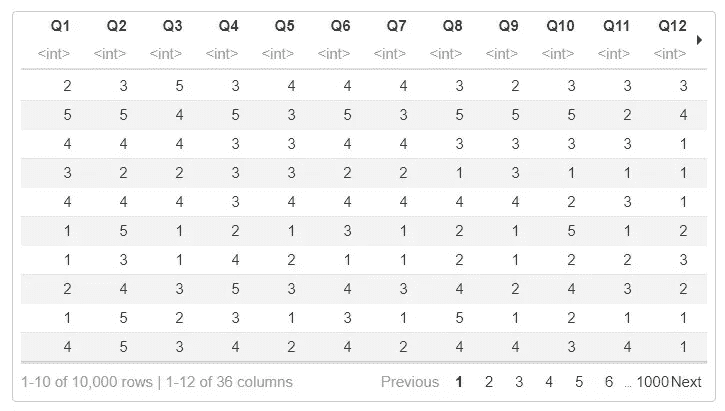 Q1 Q2 Q3 Q4 Q5 Q6 Q7 Q8 Q9 Q10 Q11 Q12
<int> <int> <int> <int> <int> <int> <int> <int> <int> <int> <int> <int>
2 3 5 3 4 4 4 3 2 3 3 3
5 5 4 5 3 5 3 5 5 5 2 4
4 4 4 3 3 4 4 3 3 3 3 1
3 2 2 3 3 2 2 1 3 1 1 1
4 4 4 3 4 4 4 4 4 2 3 1
1 5 1 2 1 3 1 2 1 5 1 2
1 3 1 4 2 1 1 2 1 2 2 3
2 4 3 5 3 4 3 4 2 4 3 2
1 5 2 3 1 3 1 5 1 2 1 1
4 5 3 4 2 4 2 4 4 3 4 1
1-10 of 10,000 rows | 1-12 of 36 columns Previous 1 2 3 4 5 6 ... 1000 Next